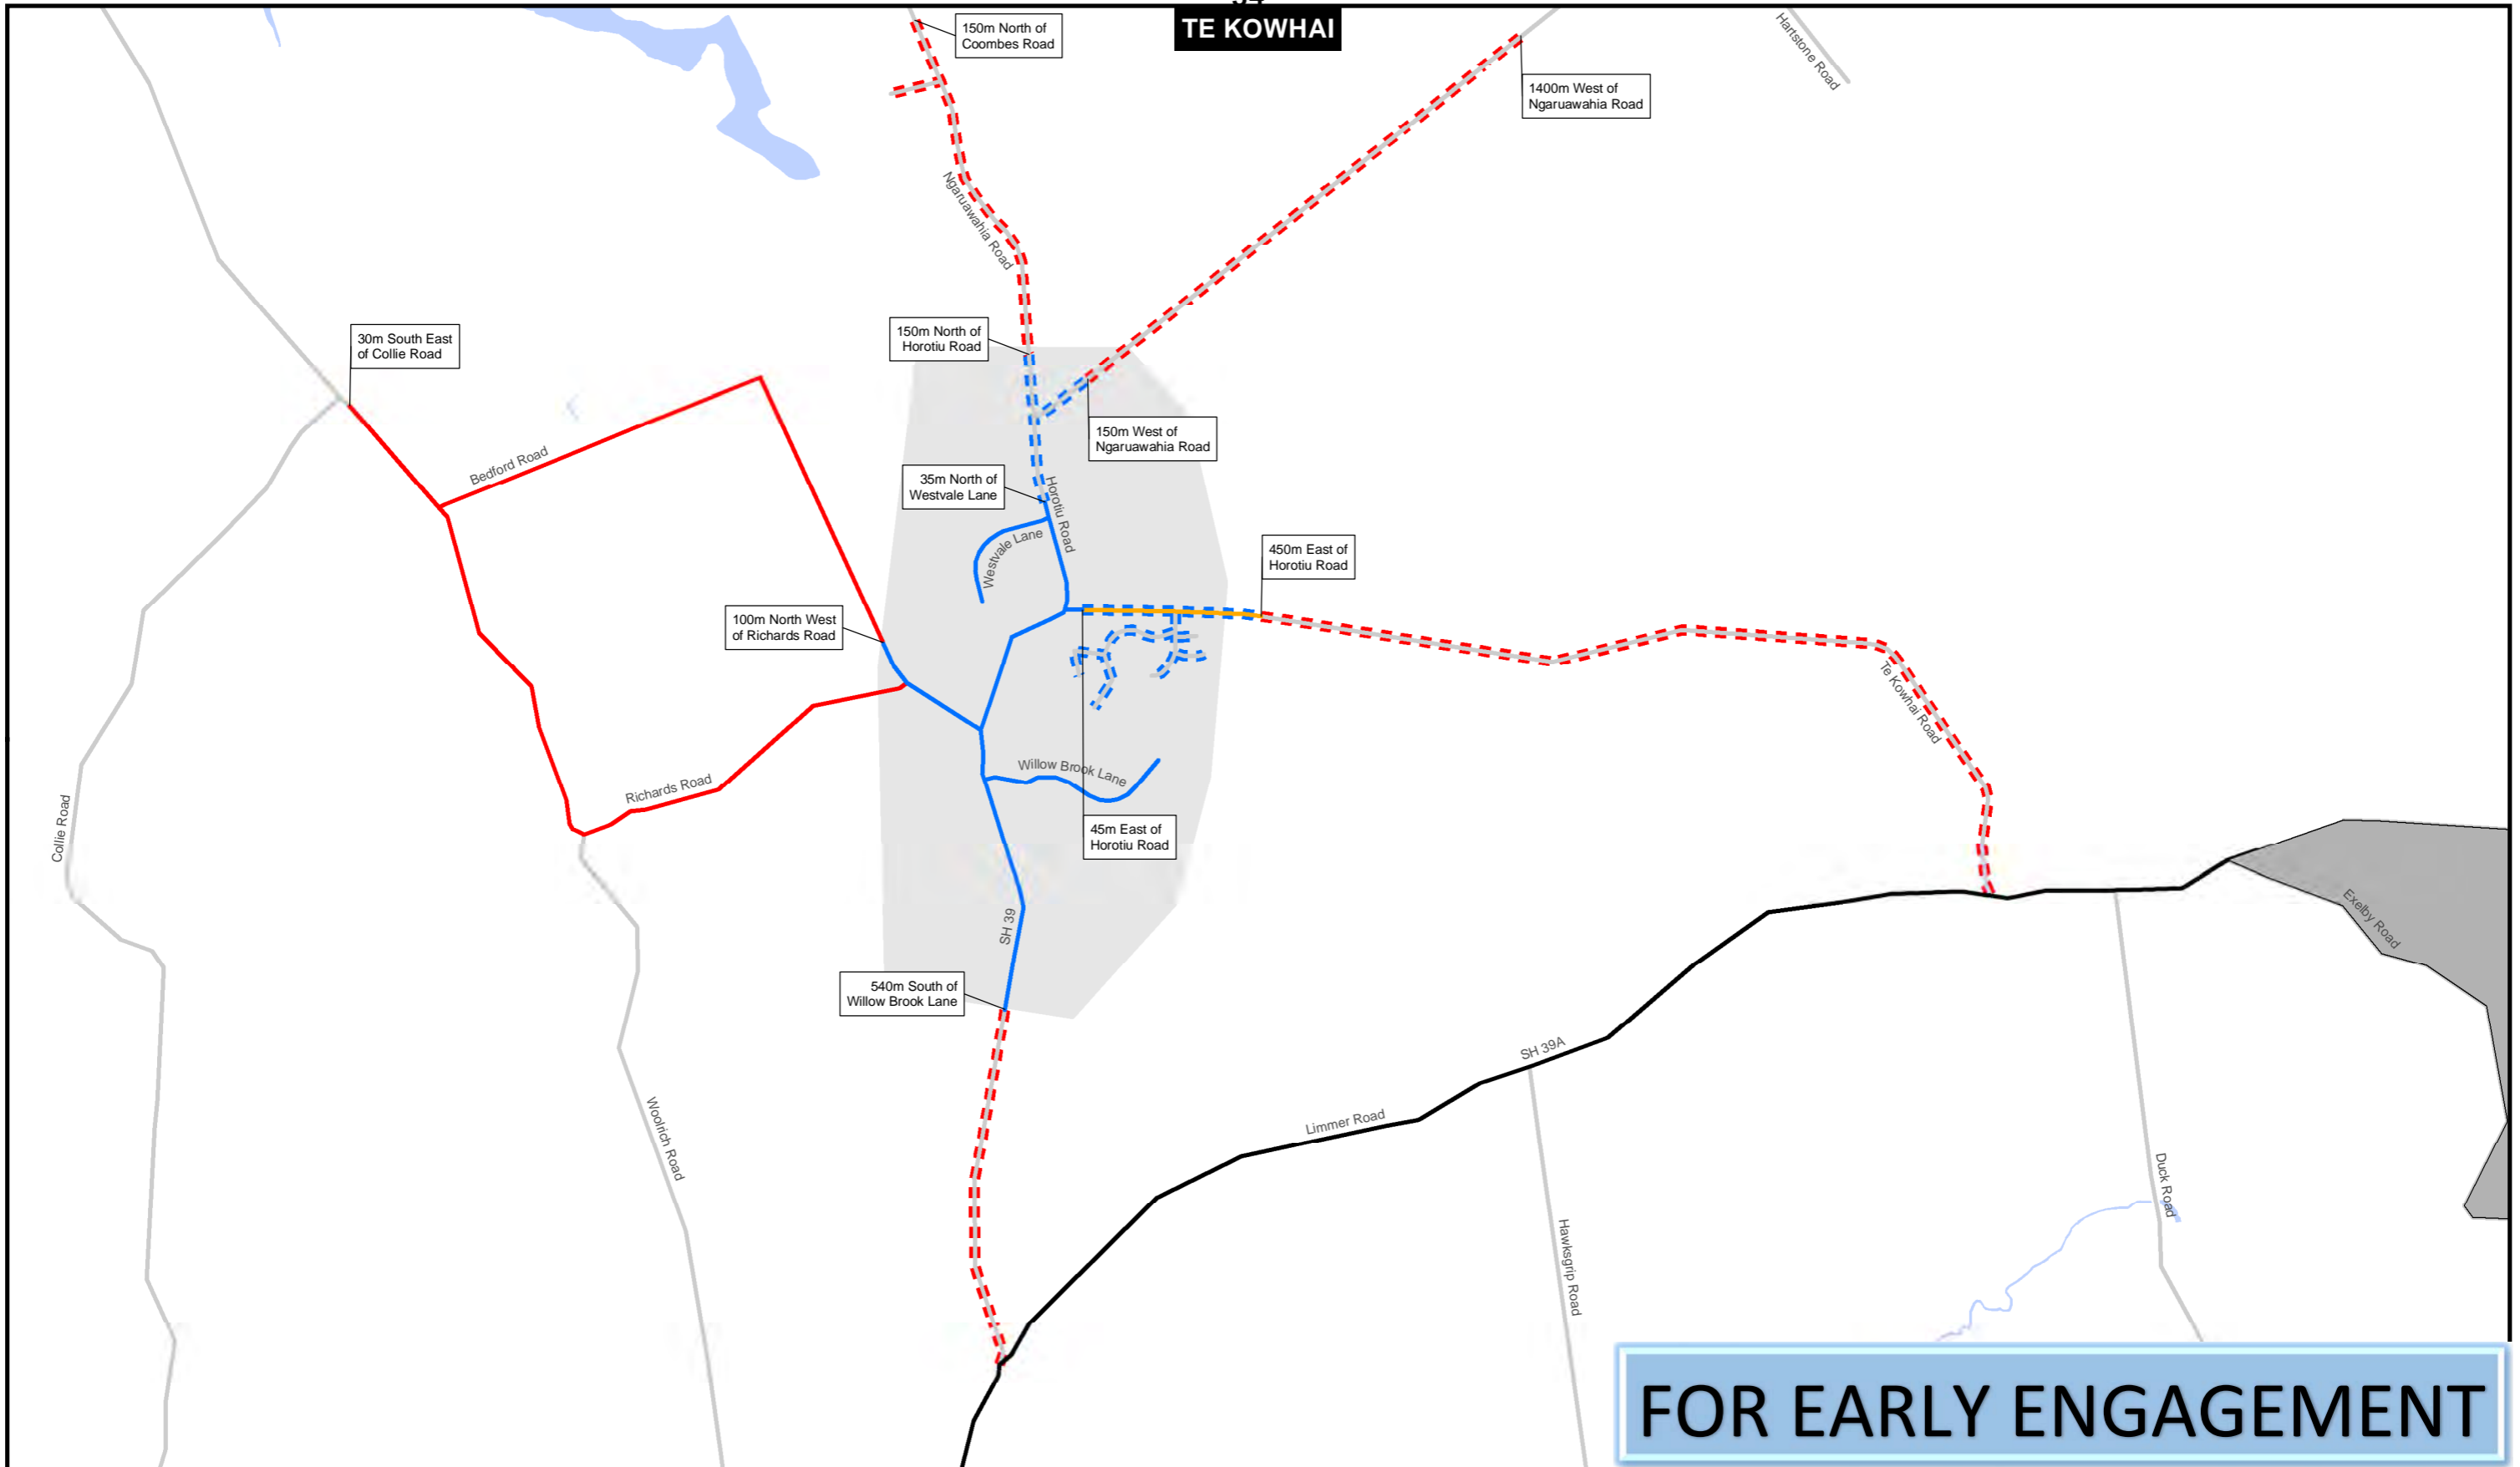 TE KOWHAI
150m North of
Coombes Road
Hartstone Road
1400m West of
Ngaruawahia Road
Ngaruawahia Road
30m South East
of Collie Road
150m North of
Horotiu Road
150m West of
Ngaruawahia Road
Bedford Road
35m North of
Westvale Lane
Horotiu Road
Westvale Lane
450m East of
Horotiu Road
100m North West
of Richards Road
Te Kowhai Road
Willow Brook Lane
Richards Road
Collie Road
45m East of
Horotiu Road
Exelby Road
SH 39
540m South of
Willow Brook Lane
SH 39A
Limmer Road
Woolrich Road
Duck Road
Hawksgrip Road
FOR EARLY ENGAGEMENT